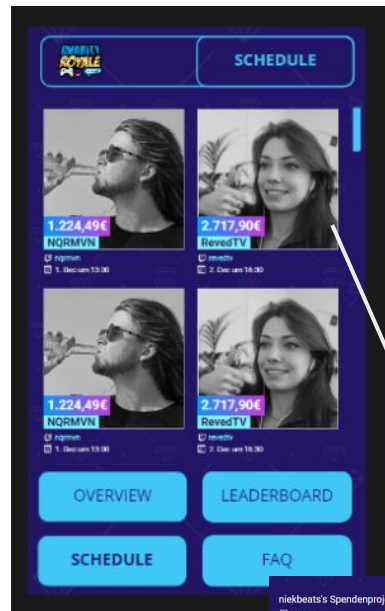 CHARITY
ROYALE
SCHEDULE
1.224,49€
NQRMVN
nqrmvn
1. Dec um 13:00
2.717,90€
RevedTV
revedtv
2. Dec um 16:30
1.224,49€
NQRMVN
nqrmvn
1. Dec um 13:00
2.717,90€
RevedTV
revedtv
2. Dec um 16:30
OVERVIEW
LEADERBOARD
SCHEDULE
FAQ
niekbeats's Spendenproj